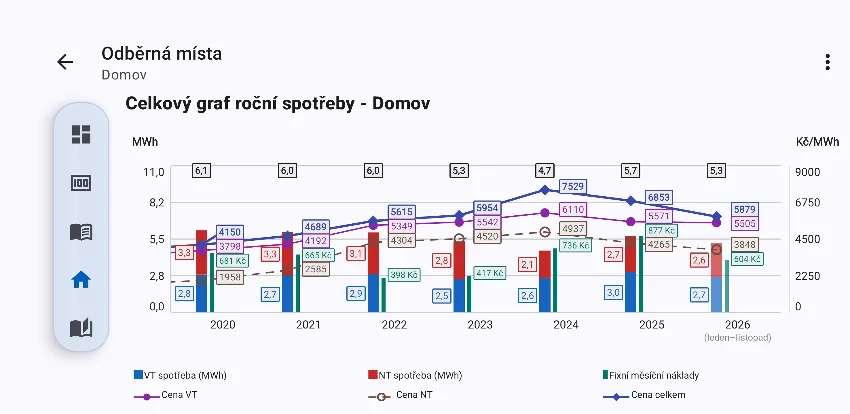 Odběrná místa
Domov
Celkový graf roční spotřeby - Domov
MWh
Kč/MWh
11,0 6,1 6,0 6,0 5,3 4,7 5,7 5,3 9000
7529
8,2 6853 6750
6110
5954 5879
5615 5542 5571 5505
5349
4689 4937
4150 4192 4304 4520 4265 3848
5,5 3798 4500
3,3 3,3 3,1 2,8 2,1 2,7 2,6
681 Kč 665 Kč 398 Kč 417 Kč 736 Kč 877 Kč 604 Kč
2,8 1958 2585 2250
2,8 2,7 2,9 2,5 2,6 3,0 2,7
0,0 0
2020 2021 2022 2023 2024 2025 2026
(leden–listopad)
VT spotřeba (MWh) NT spotřeba (MWh) Fixní měsíční náklady
Cena VT Cena NT Cena celkem